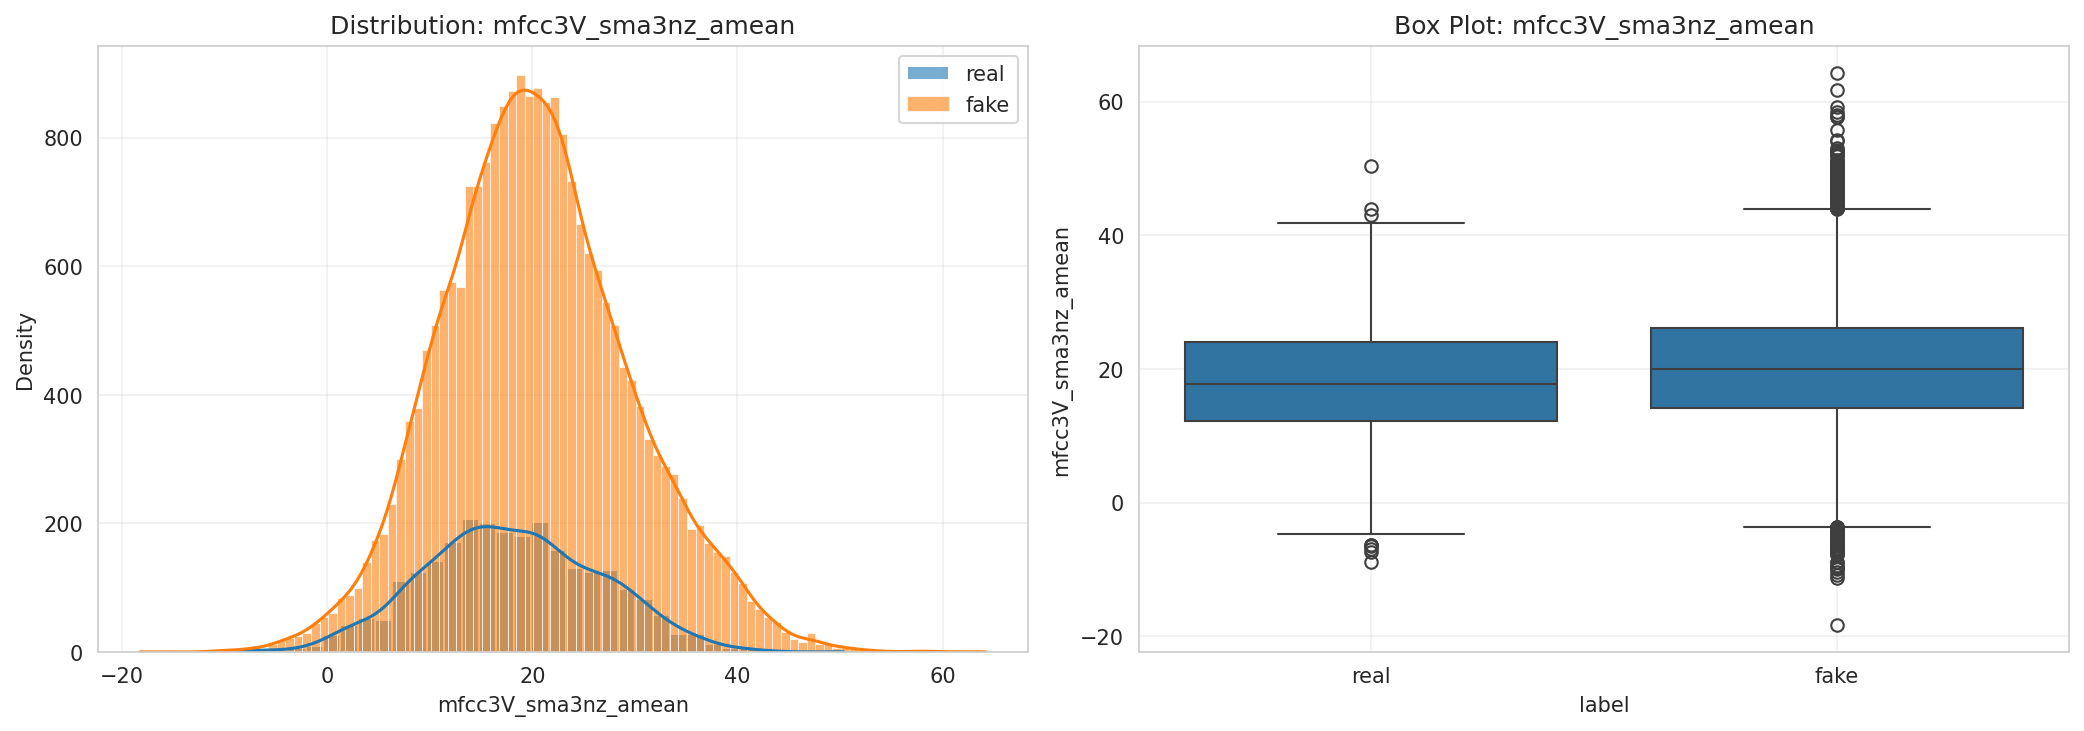 Distribution: mfcc3V_sma3nz_amean
real
fake
Density
800
600
400
200
0
−20
0
20
40
60
mfcc3V_sma3nz_amean
Box Plot: mfcc3V_sma3nz_amean
mfcc3V_sma3nz_amean
60
40
20
0
−20
real
fake
label